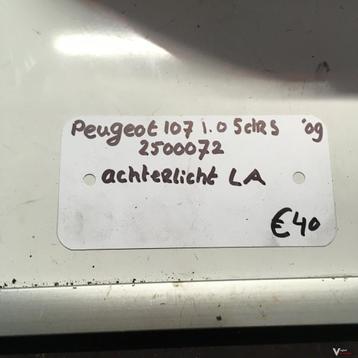 Peugeot 107 1.0 5dRS '09
2500072
achterlicht LA
€40